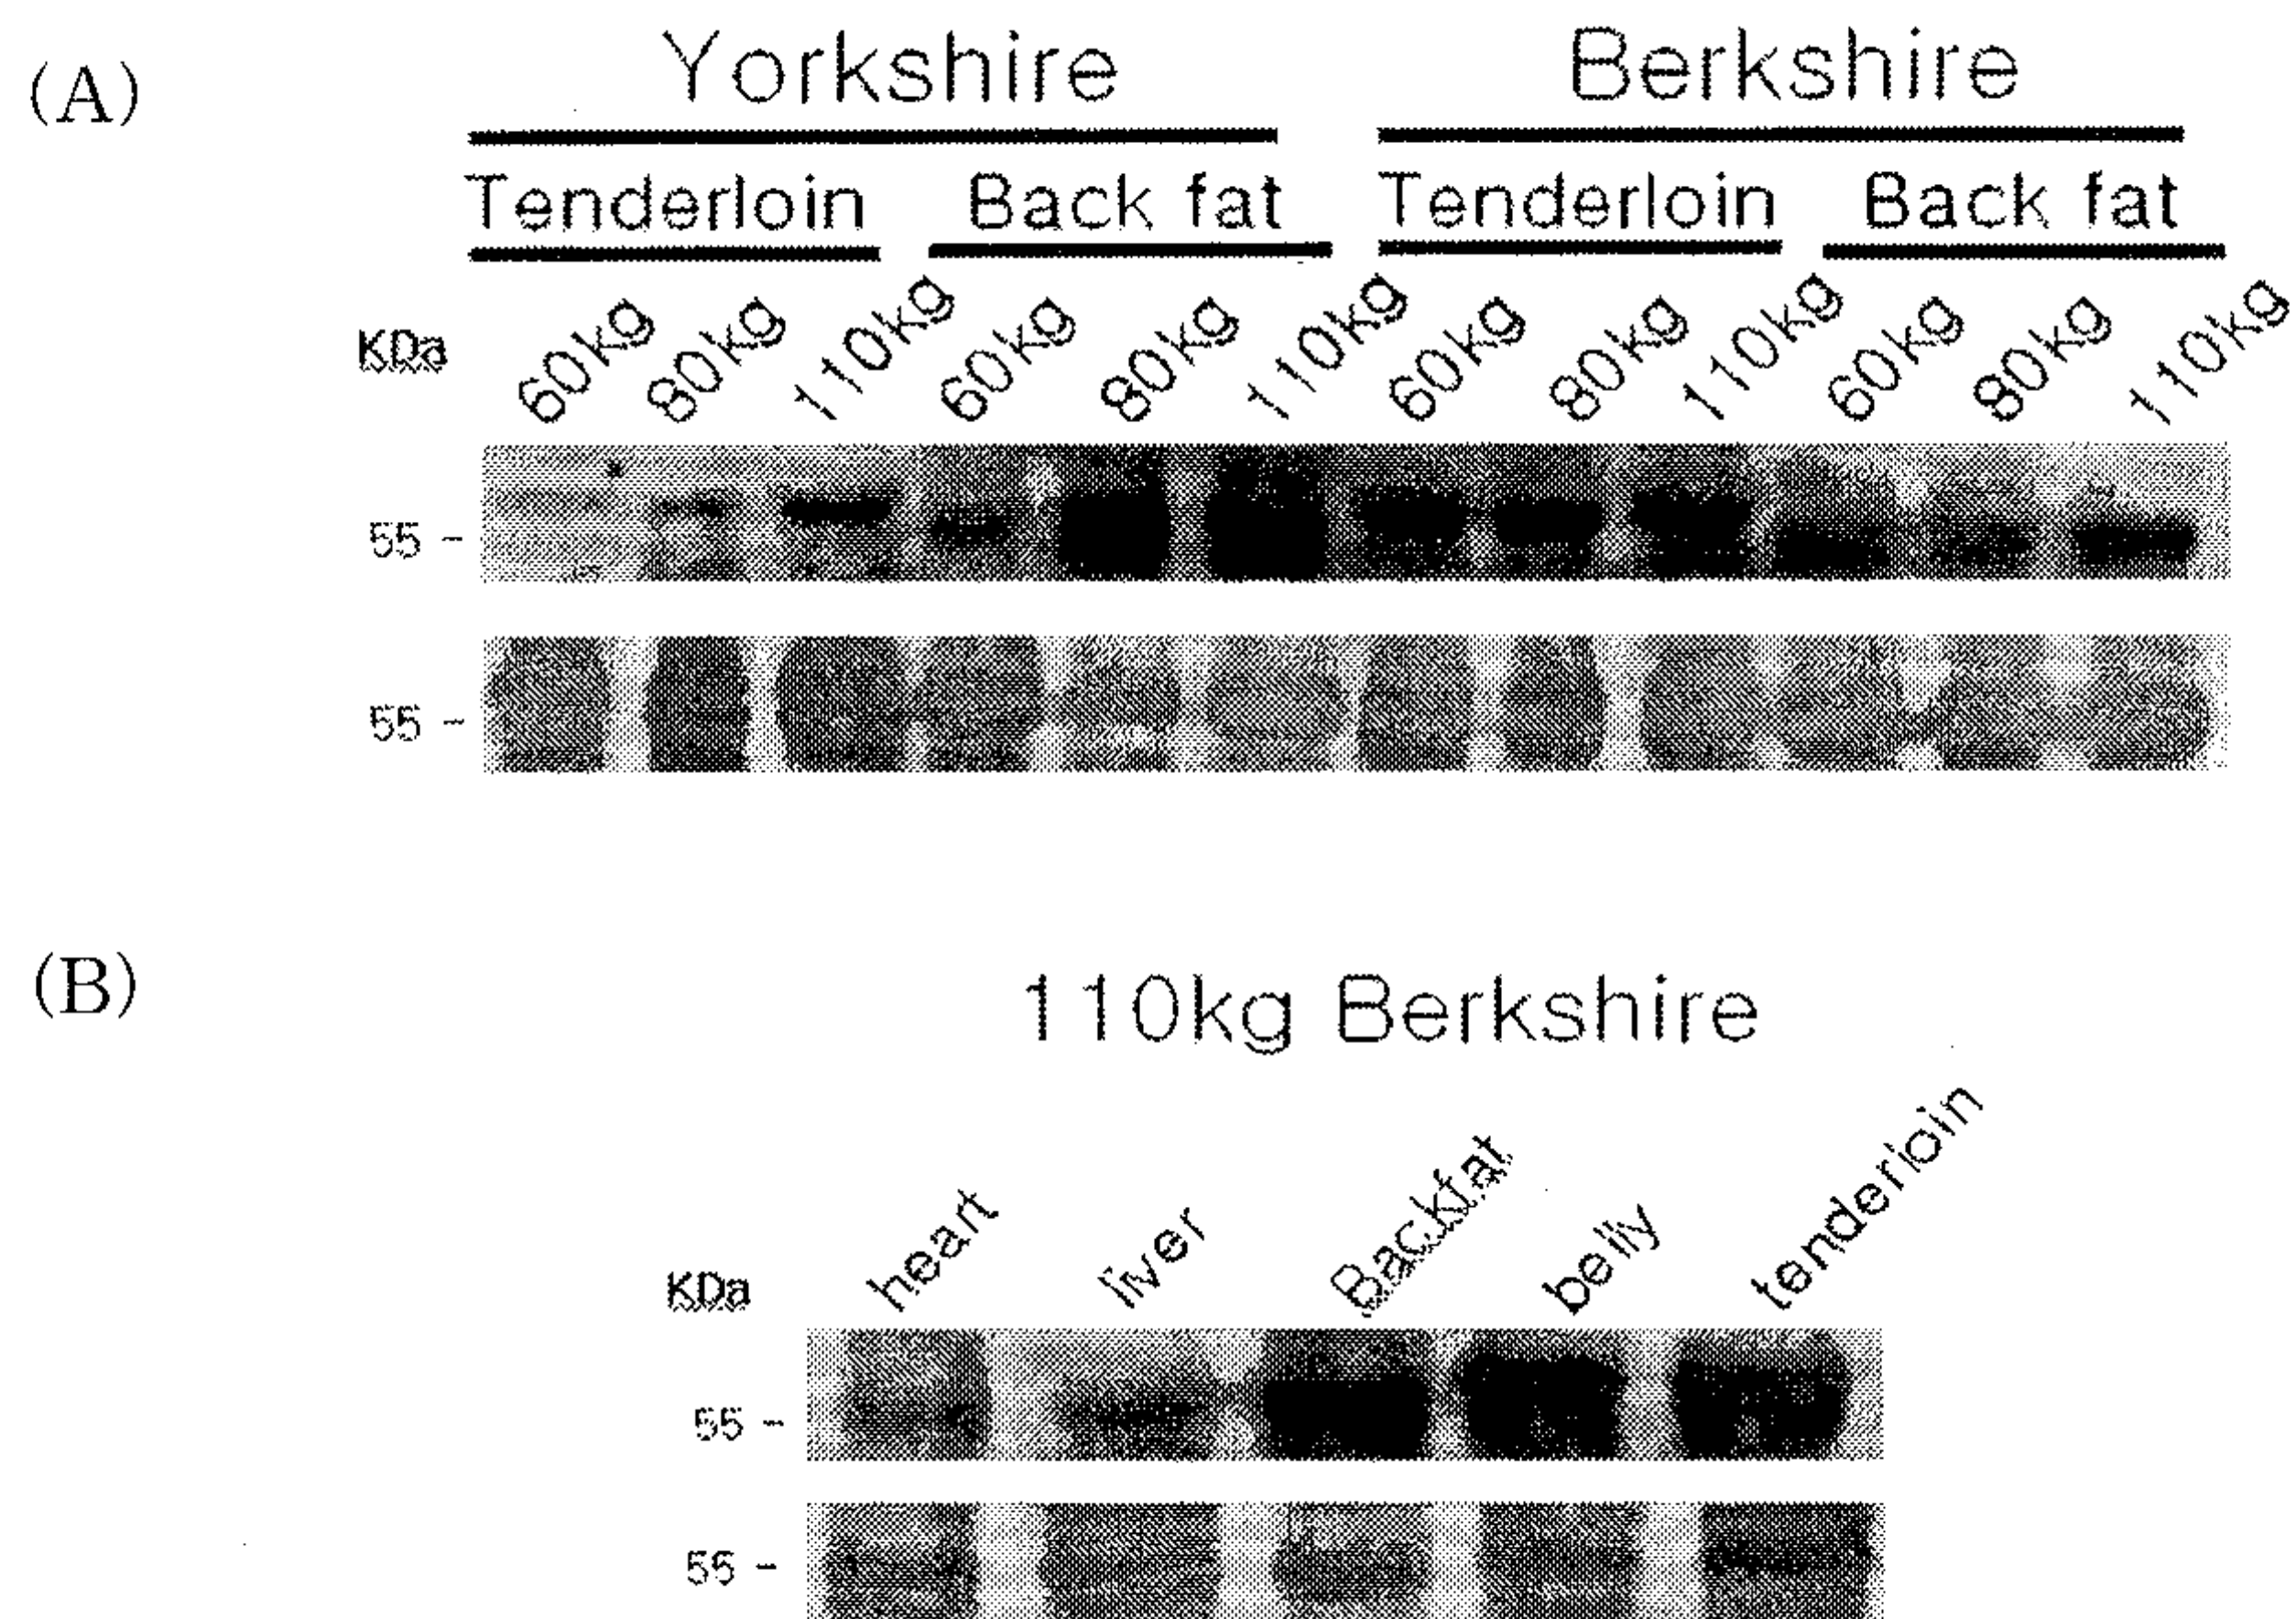 (A)
Yorkshire Berkshire
Tenderloin Back fat Tenderloin Back fat
KDa 60kg 80kg 110kg 60kg 80kg 110kg 60kg 80kg 110kg 60kg 80kg 110kg
55 -
55 -
(B)
110kg Berkshire
KDa heart liver Backfat belly tenderloin
55 -
55 -